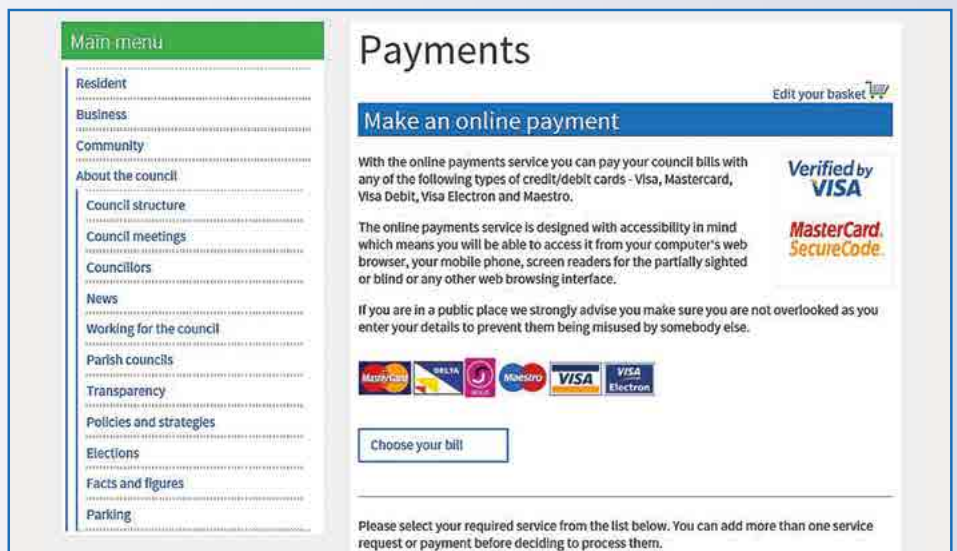 Main menu
Resident
Business
Community
About the council
Council structure
Council meetings
Councillors
News
Working for the council
Parish councils
Transparency
Policies and strategies
Elections
Facts and figures
Parking
Payments
Edit your basket
Make an online payment
With the online payments service you can pay your council bills with
any of the following types of credit/debit cards - Visa, Mastercard,
Visa Debit, Visa Electron and Maestro.
Verified by
VISA
MasterCard.
SecureCode.
The online payments service is designed with accessibility in mind
which means you will be able to access it from your computer's web
browser, your mobile phone, screen readers for the partially sighted
or blind or any other web browsing interface.
If you are in a public place we strongly advise you make sure you are not overlooked as you
enter your details to prevent them being misused by somebody else.
MasterCard DELTA Maestro VISA VISA
Electron
Choose your bill
Please select your required service from the list below. You can add more than one service
request or payment before deciding to process them.